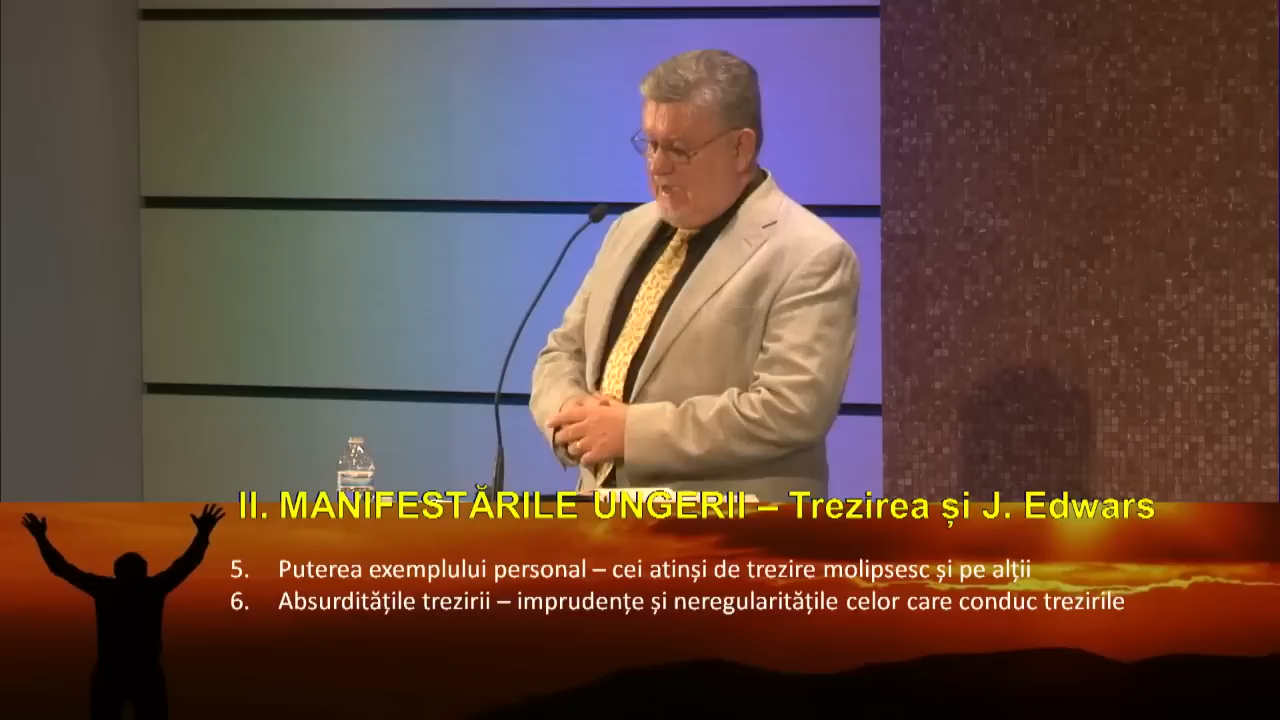 II. MANIFESTĂRILE UNGERII – Trezirea și J. Edwars
5. Puterea exemplului personal – cei atinși de trezire molipsesc și pe alții
6. Absurditățile trezirii – imprudențe și neregularitățile celor care conduc trezirile